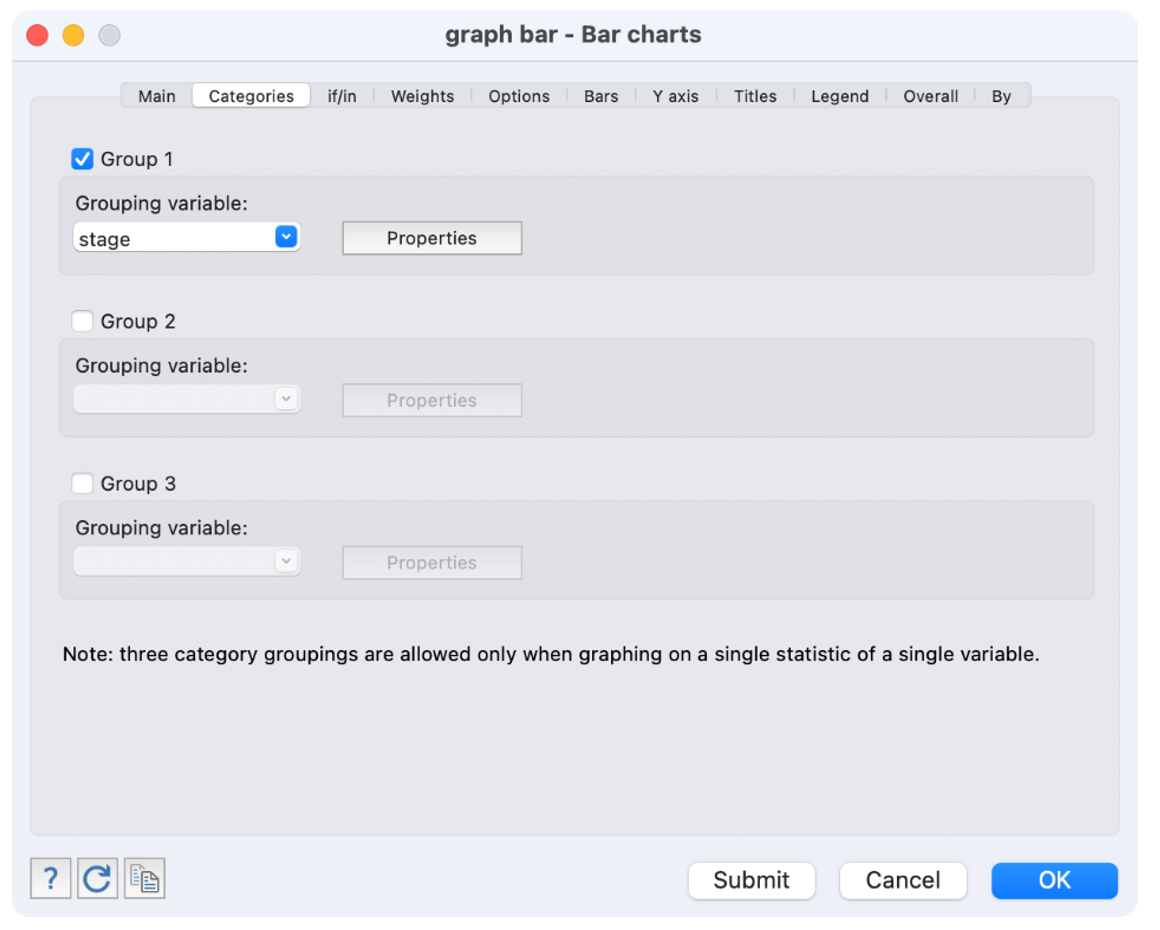 graph bar - Bar charts
Main Categories if/in Weights Options Bars Y axis Titles Legend Overall By
Group 1
Grouping variable:
stage Properties
Group 2
Grouping variable:
Properties
Group 3
Grouping variable:
Properties
Note: three category groupings are allowed only when graphing on a single statistic of a single variable.
? Submit Cancel OK